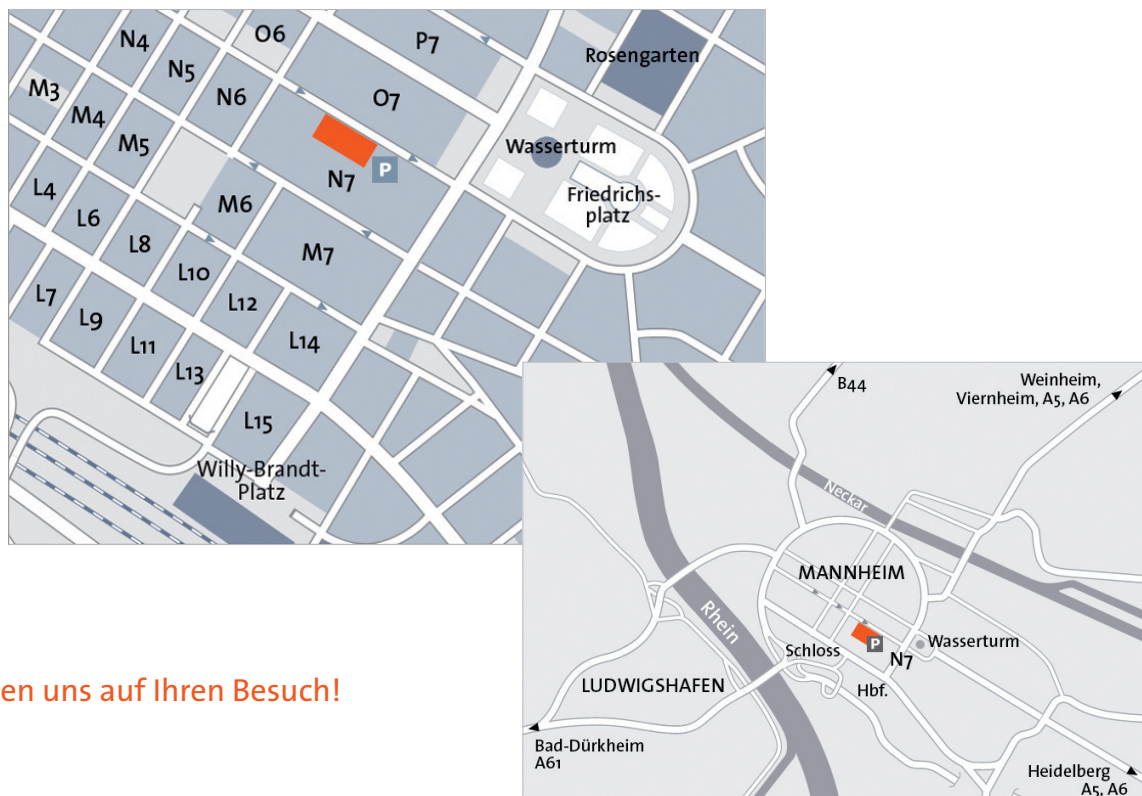 N4
O6
P7
Rosengarten
N5
M3
N6
O7
M4
M5
Wasserturm
P
N7
Friedrichs-
platz
L4
L6
M6
L8
M7
L10
L7
L12
L9
L14
L11
L13
L15
Willy-Brandt-
Platz
B44
Weinheim,
Viernheim, A5, A6
Neckar
MANNHEIM
Rhein
P
Wasserturm
Schloss
N7
LUDWIGSHAFEN
Hbf.
en uns auf Ihren Besuch!
Bad-Dürkheim
A61
Heidelberg
A5, A6